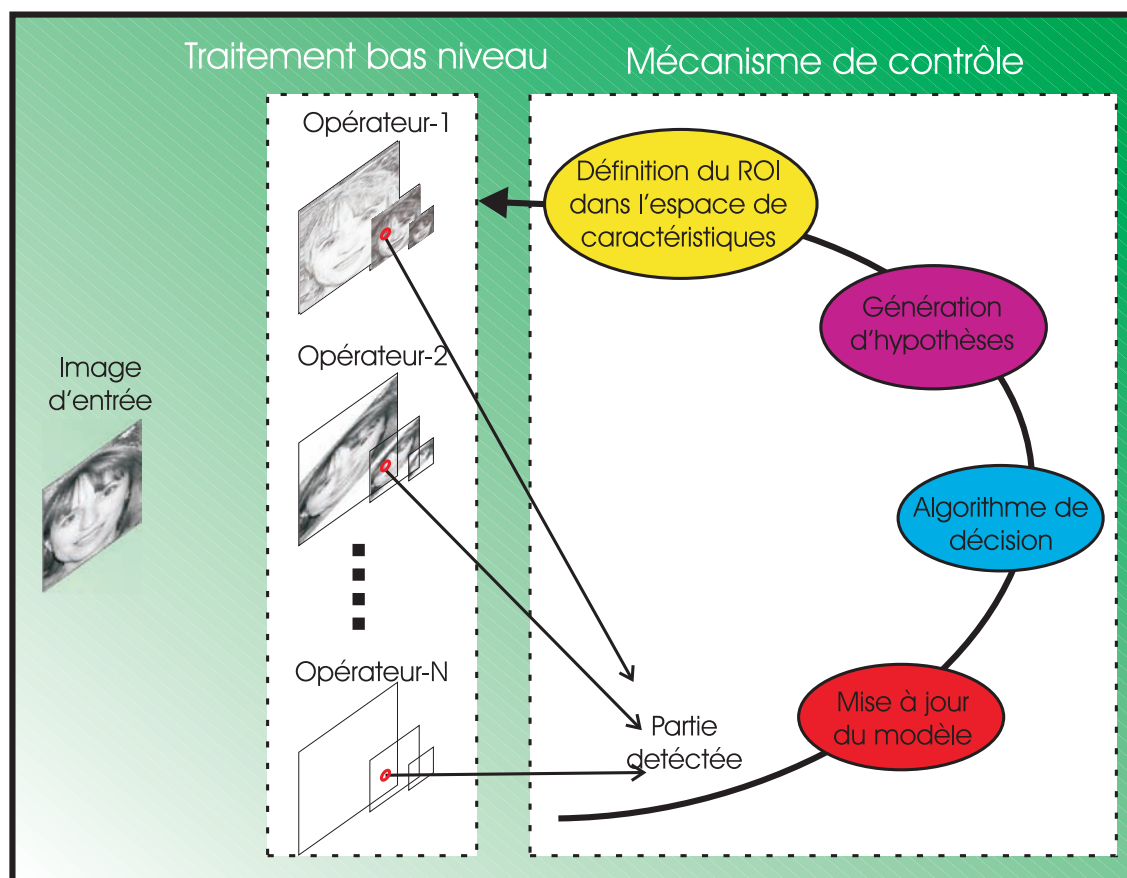 Traitement bas niveau
Mécanisme de contrôle
Opérateur-1
Définition du ROI
dans l'espace de
caractéristiques
Génération
d'hypothèses
Opérateur-2
Image
d'entrée
Algorithme de
décision
Opérateur-N
Mise à jour
du modèle
Partie
detéctée